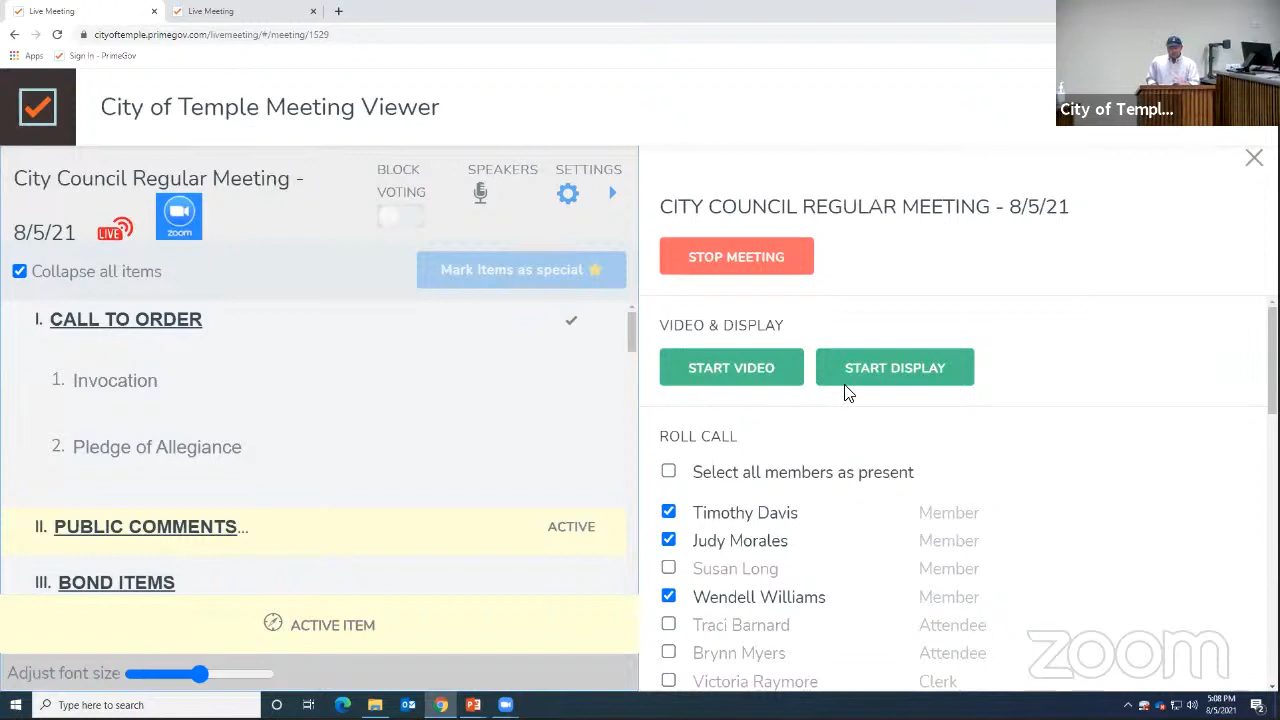 Live Meeting
Live Meeting
cityoftemple.primegov.com/livemeeting/#/meeting/1529
Apps
Sign In - PrimeGov
City of Temple Meeting Viewer
City of Templ...
City Council Regular Meeting -
8/5/21
LIVE
zoom
BLOCK
VOTING
SPEAKERS
SETTINGS
Collapse all items
Mark Items as special
I. CALL TO ORDER
1. Invocation
2. Pledge of Allegiance
II. PUBLIC COMMENTS...
ACTIVE
III. BOND ITEMS
ACTIVE ITEM
Adjust font size
CITY COUNCIL REGULAR MEETING - 8/5/21
STOP MEETING
VIDEO & DISPLAY
START VIDEO
START DISPLAY
ROLL CALL
Select all members as present
Timothy Davis Member
Judy Morales Member
Susan Long Member
Wendell Williams Member
Traci Barnard Attendee
Brynn Myers Attendee
Victoria Raymore Clerk
zoom
Type here to search
5:08 PM
8/5/2021
2